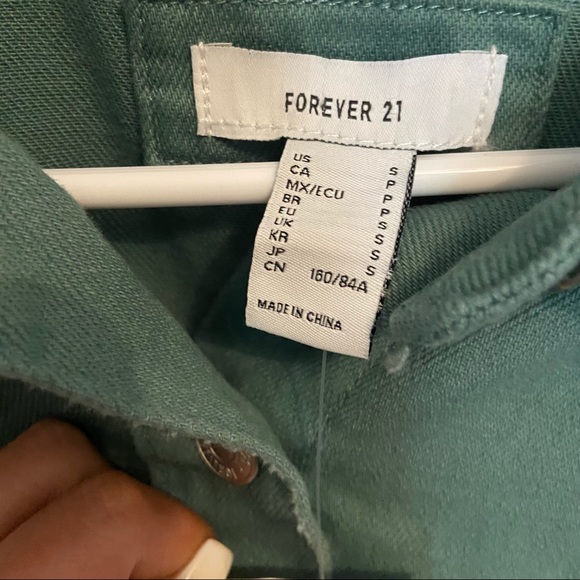 FOREVER 21
US S
CA P
MX/ECU P
BR P
EU S
UK S
KR S
JP S
CN 160/84A
MADE IN CHINA